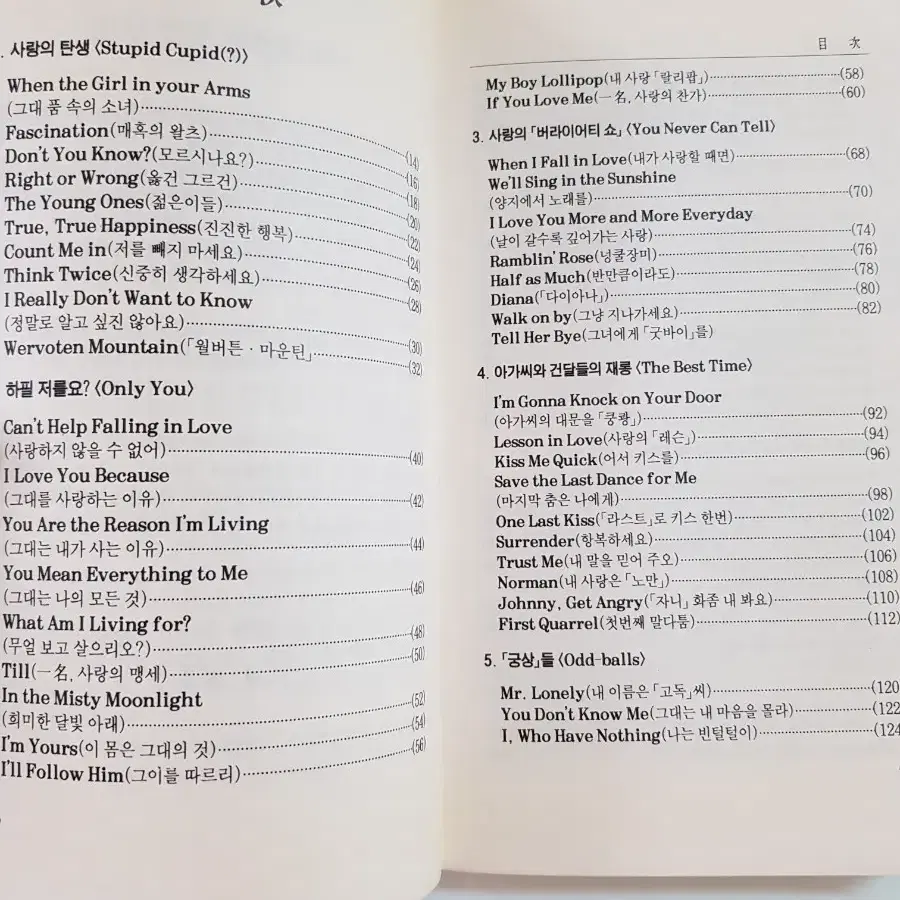 . 사랑의 탄생 〈Stupid Cupid(?)〉
When the Girl in your Arms
(그대 품 속의 소녀)……(14)
Fascination(매혹의 왈츠)……(16)
Don't You Know?(모르시나요?)……(18)
Right or Wrong(옳건 그르건)……(20)
The Young Ones(젊은이들)……(22)
True, True Happiness(진진한 행복)……(24)
Count Me in(저를 빼지 마세요)……(26)
Think Twice(신중히 생각하세요)……(28)
I Really Don't Want to Know
(정말로 알고 싶진 않아요)……(30)
Wervoten Mountain(「월버튼·마운틴」……(32)
하필 저를요? 〈Only You〉
Can't Help Falling in Love
(사랑하지 않을 수 없어)……(40)
I Love You Because
(그대를 사랑하는 이유)……(42)
You Are the Reason I'm Living
(그대는 내가 사는 이유)……(44)
You Mean Everything to Me
(그대는 나의 모든 것)……(46)
What Am I Living for?
(무얼 보고 살으리오?)……(48)
Till(一名, 사랑의 맹세)……(50)
In the Misty Moonlight
(희미한 달빛 아래)……(52)
I'm Yours(이 몸은 그대의 것)……(54)
I'll Follow Him(그이를 따르리)……(56)
目 次
My Boy Lollipop(내 사랑「랄리팝」)……(58)
If You Love Me(一名, 사랑의 찬가)……(60)
3. 사랑의「버라이어티 쇼」〈You Never Can Tell〉
When I Fall in Love(내가 사랑할 때면)……(68)
We'll Sing in the Sunshine
(양지에서 노래를)……(70)
I Love You More and More Everyday
(날이 갈수록 깊어가는 사랑)……(74)
Ramblin' Rose(넝쿨장미)……(76)
Half as Much(반만큼이라도)……(78)
Diana(「다이아나」)……(80)
Walk on by(그냥 지나가세요)……(82)
Tell Her Bye(그녀에게「굿바이」를)
4. 아가씨와 건달들의 재롱 〈The Best Time〉
I'm Gonna Knock on Your Door
(아가씨의 대문을「쿵쾅」)……(92)
Lesson in Love(사랑의「레슨」)……(94)
Kiss Me Quick(어서 키스를)……(96)
Save the Last Dance for Me
(마지막 춤은 나에게)……(98)
One Last Kiss(「라스트」로 키스 한번)……(102)
Surrender(항복하세요)……(104)
Trust Me(내 말을 믿어 주오)……(106)
Norman(내 사랑은「노만」)……(108)
Johnny, Get Angry(「자니」화좀 내 봐요)……(110)
First Quarrel(첫번째 말다툼)……(112)
5. 「궁상」들 〈Odd-balls〉
Mr. Lonely(내 이름은「고독」씨)……(120)
You Don't Know Me(그대는 내 마음을 몰라)……(122)
I, Who Have Nothing(나는 빈털털이)……(124)